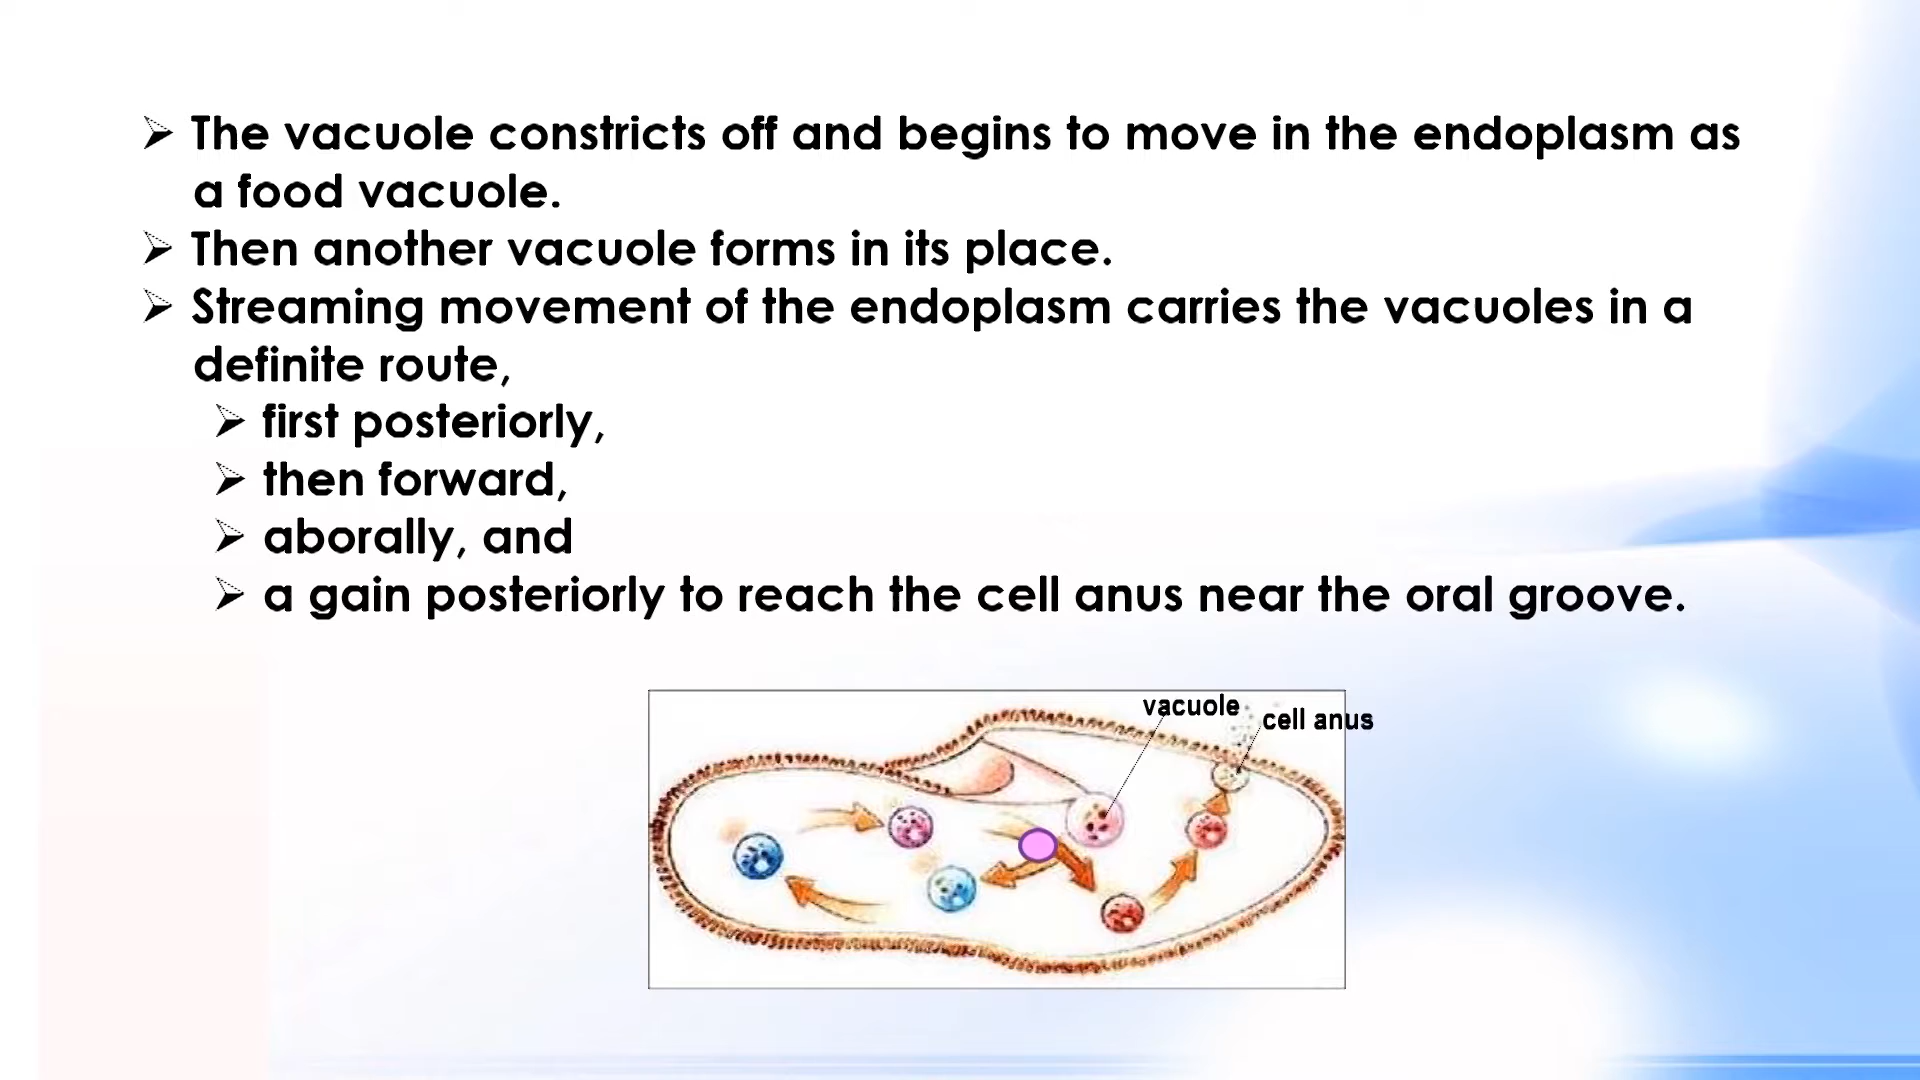 The vacuole constricts off and begins to move in the endoplasm as
a food vacuole.
Then another vacuole forms in its place.
Streaming movement of the endoplasm carries the vacuoles in a
definite route,
first posteriorly,
then forward,
aborally, and
a gain posteriorly to reach the cell anus near the oral groove.
vacuole
cell anus